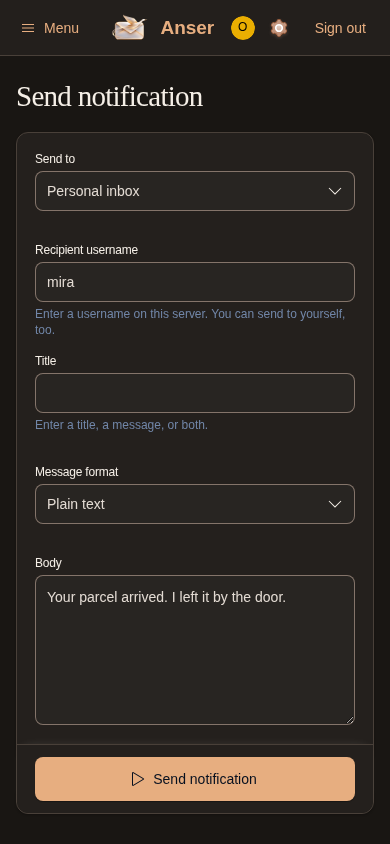 Menu
Anser
O
Sign out
Send notification
Send to
Personal inbox
Recipient username
mira
Enter a username on this server. You can send to yourself,
too.
Title
Enter a title, a message, or both.
Message format
Plain text
Body
Your parcel arrived. I left it by the door.
Send notification